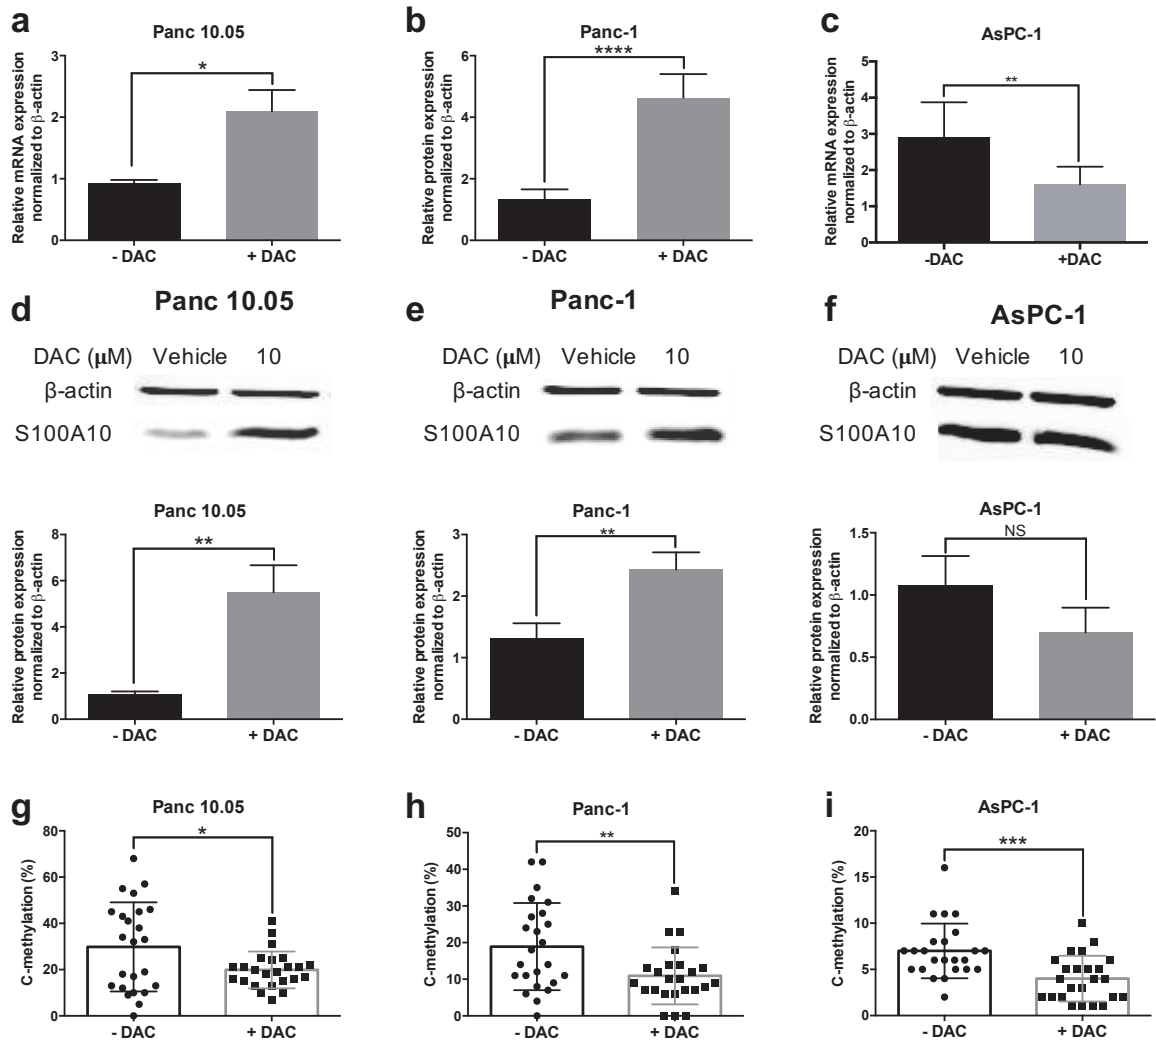 a
Panc 10.05
Relative mRNA expression
normalized to β-actin
3
2
1
0
*
- DAC
+ DAC
b
Panc-1
Relative protein expression
normalized to β-actin
6
4
2
0
****
- DAC
+ DAC
c
AsPC-1
Relative mRNA expression
normalized to β-actin
5
4
3
2
1
0
**
-DAC
+DAC
d
Panc 10.05
DAC (μM) Vehicle 10
β-actin
S100A10
Panc 10.05
Relative protein expression
normalized to β-actin
8
6
4
2
0
**
- DAC
+ DAC
e
Panc-1
DAC (μM) Vehicle 10
β-actin
S100A10
Panc-1
Relative protein expression
normalized to β-actin
3
2
1
0
**
- DAC
+ DAC
f
AsPC-1
DAC (μM) Vehicle 10
β-actin
S100A10
AsPC-1
Relative protein expression
normalized to β-actin
1.5
1.0
0.5
0.0
NS
- DAC
+ DAC
g
Panc 10.05
C-methylation (%)
80
60
40
20
0
*
- DAC
+ DAC
h
Panc-1
C-methylation (%)
50
40
30
20
10
0
**
- DAC
+ DAC
i
AsPC-1
C-methylation (%)
20
15
10
5
0
***
- DAC
+ DAC